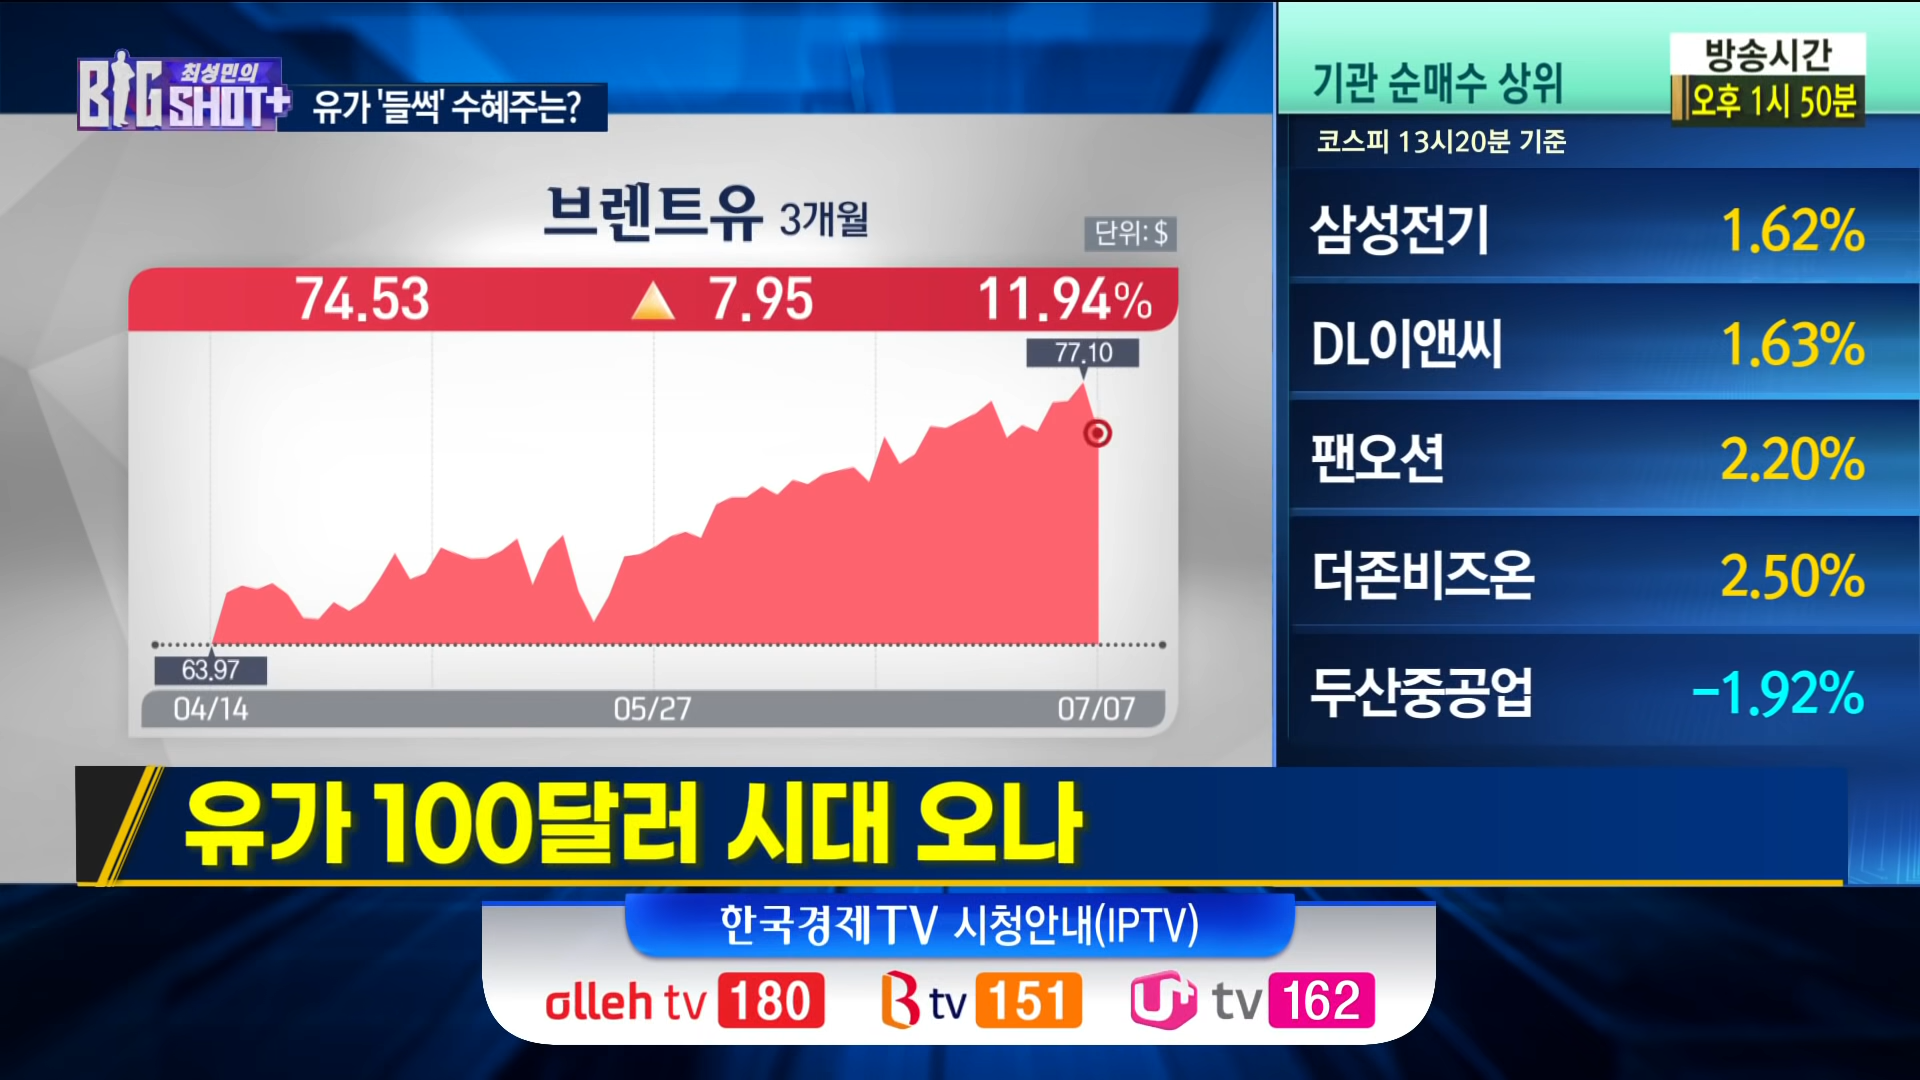 최성민의
BIG SHOT+
유가 '들썩' 수혜주는?
브렌트유 3개월
단위: $
74.53 ▲ 7.95 11.94%
77.10
63.97
04/14 05/27 07/07
기관 순매수 상위
방송시간
오후 1시 50분
코스피 13시20분 기준
삼성전기 1.62%
DL이앤씨 1.63%
팬오션 2.20%
더존비즈온 2.50%
두산중공업 -1.92%
유가 100달러 시대 오나
한국경제TV 시청안내(IPTV)
olleh tv 180 B tv 151 U+ tv 162